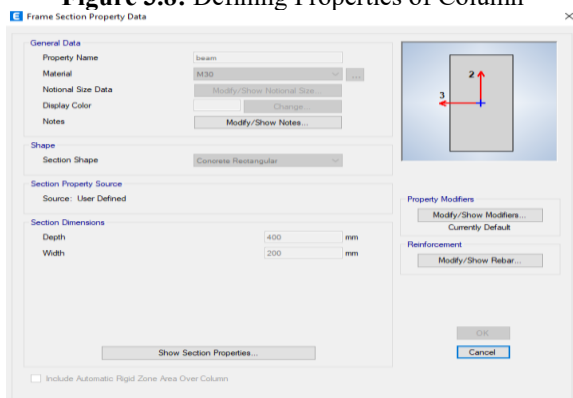 Figure 3.8: Defining Properties of Column
E Frame Section Property Data
General Data
Property Name beam
Material M30 ...
Notional Size Data Modify/Show Notional Size...
Display Color Change...
Notes Modify/Show Notes...
2
3
Shape
Section Shape Concrete Rectangular
Section Property Source
Source: User Defined
Property Modifiers
Modify/Show Modifiers...
Currently Default
Section Dimensions
Depth 400 mm
Width 200 mm
Reinforcement
Modify/Show Rebar...
OK
Show Section Properties... Cancel
Include Automatic Rigid Zone Area Over Column